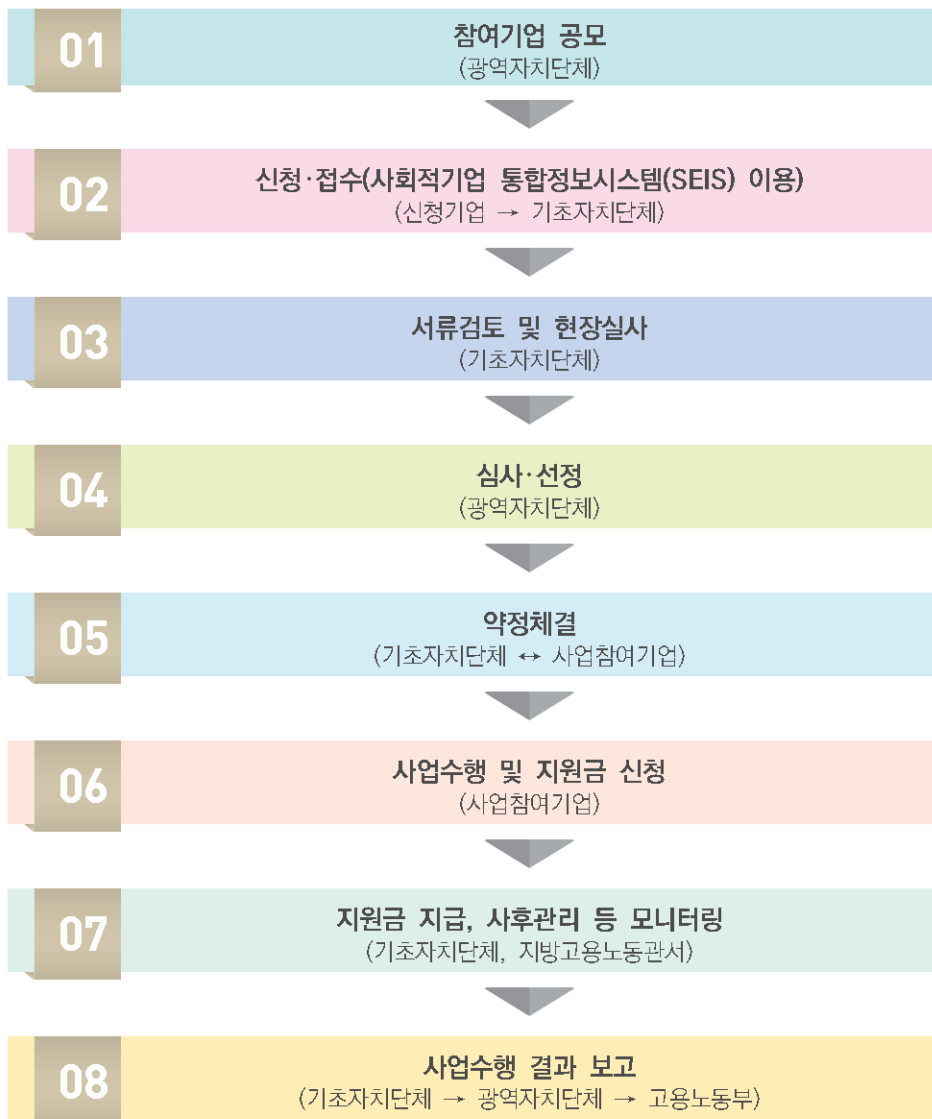 01
참여기업 공모
(광역자치단체)
02
신청·접수(사회적기업 통합정보시스템(SEIS) 이용)
(신청기업 → 기초자치단체)
03
서류검토 및 현장실사
(기초자치단체)
04
심사·선정
(광역자치단체)
05
약정체결
(기초자치단체 ↔ 사업참여기업)
06
사업수행 및 지원금 신청
(사업참여기업)
07
지원금 지급, 사후관리 등 모니터링
(기초자치단체, 지방고용노동관서)
08
사업수행 결과 보고
(기초자치단체 → 광역자치단체 → 고용노동부)